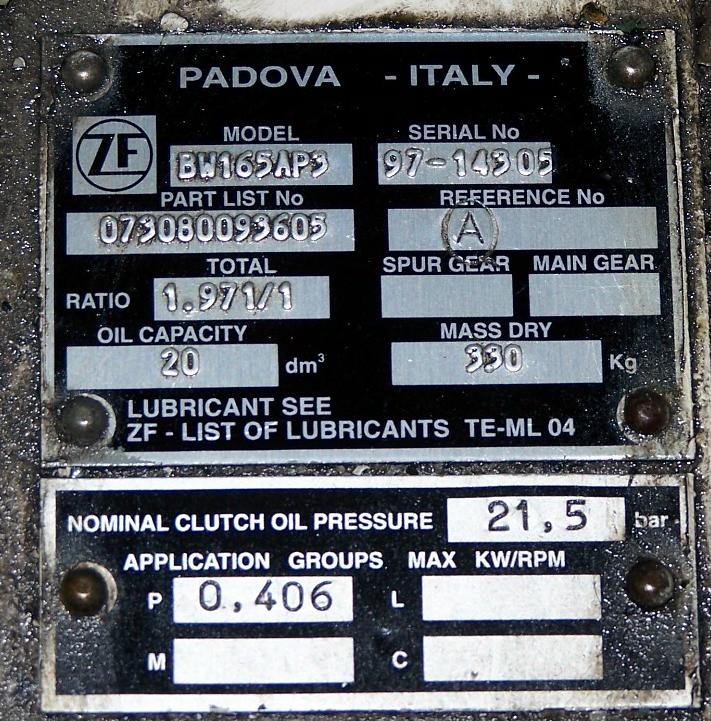 PADOVA - ITALY -
ZF
MODEL SERIAL No
BW165AP3 97-14305
PART LIST No REFERENCE No
073080093605 A
TOTAL SPUR GEAR MAIN GEAR
RATIO 1.971/1
OIL CAPACITY MASS DRY
20 dm³ 330 Kg
LUBRICANT SEE
ZF - LIST OF LUBRICANTS TE-ML 04
NOMINAL CLUTCH OIL PRESSURE 21,5 bar
APPLICATION GROUPS MAX KW/RPM
P 0,406 L
M C